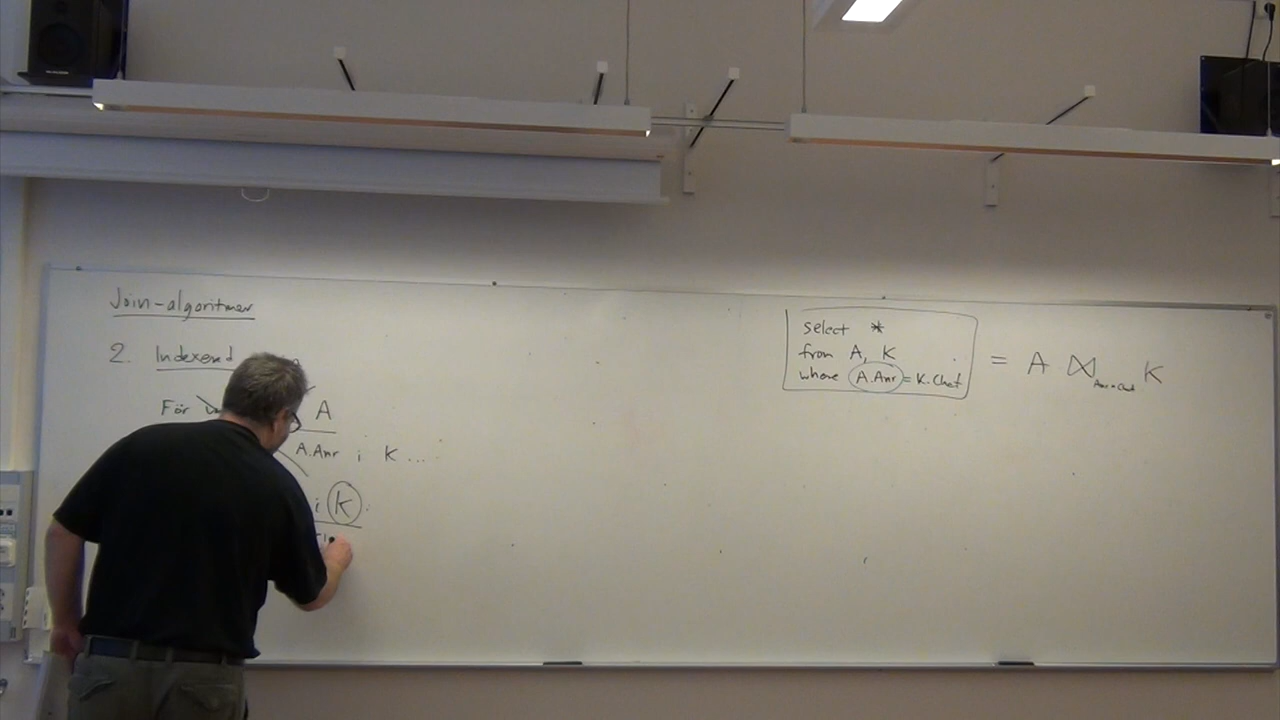 Join-algoritmer
2. Indexerad
För A
A.Anr i K...
i K
select *
from A, K
where A.Anr = K.Chef
= A ⋈ Anr=Chef K